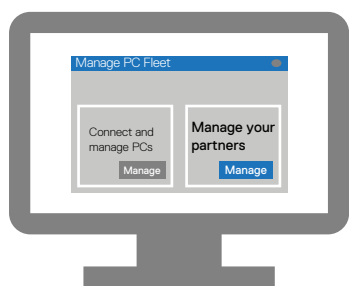 Manage PC Fleet
Connect and
manage PCs
Manage
Manage your
partners
Manage